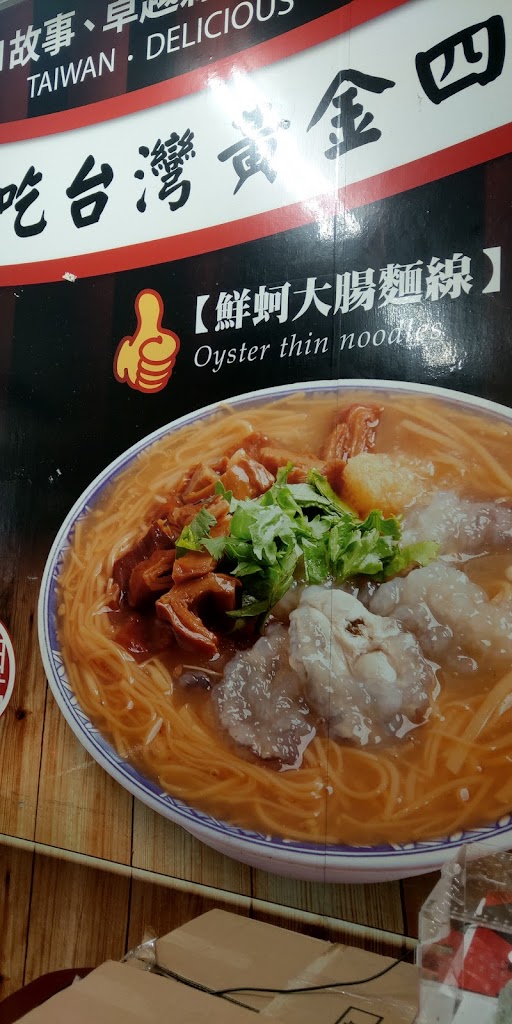 故事、卓越
TAIWAN · DELICIOUS
吃台灣黃金四
【鮮蚵大腸麵線】
Oyster thin noodles